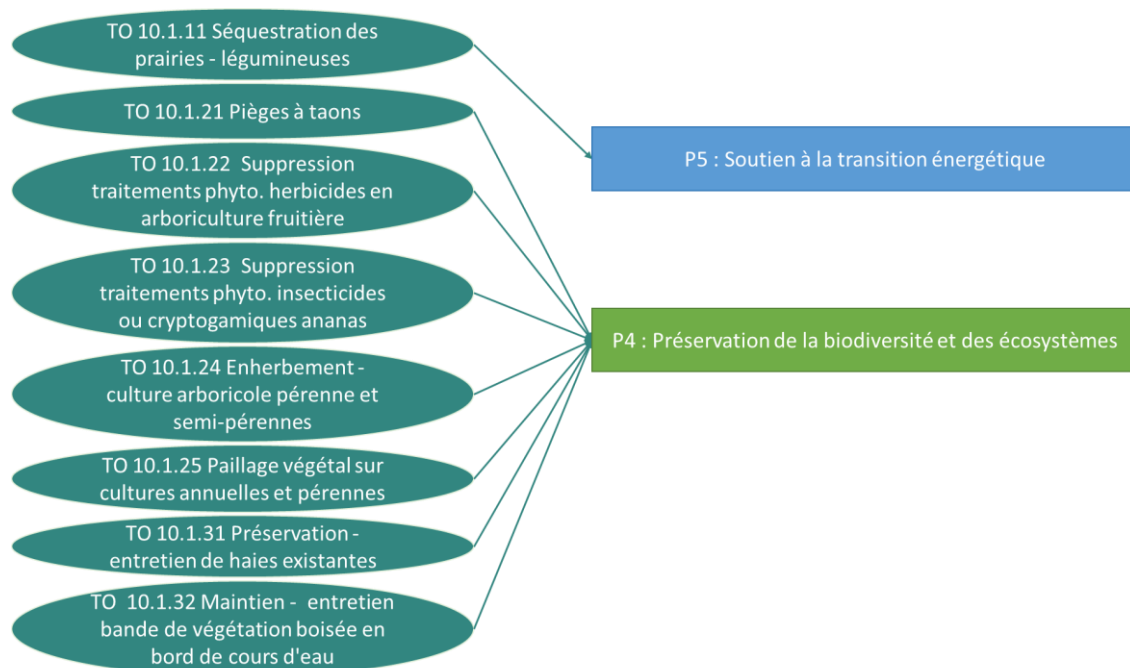 TO 10.1.11 Séquestration des
prairies - légumineuses
TO 10.1.21 Pièges à taons
TO 10.1.22  Suppression
traitements phyto. herbicides en
arboriculture fruitière
TO 10.1.23  Suppression
traitements phyto. insecticides
ou cryptogamiques ananas
TO 10.1.24 Enherbement -
culture arboricole pérenne et
semi-pérennes
TO 10.1.25 Paillage végétal sur
cultures annuelles et pérennes
TO 10.1.31 Préservation -
entretien de haies existantes
TO  10.1.32 Maintien -  entretien
bande de végétation boisée en
bord de cours d'eau
P5 : Soutien à la transition énergétique
P4 : Préservation de la biodiversité et des écosystèmes